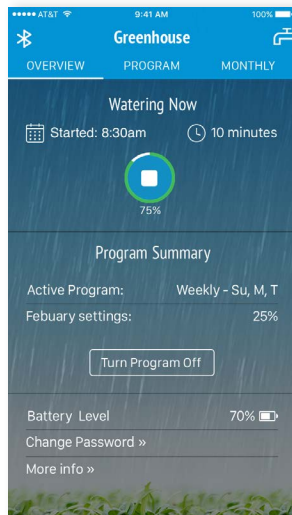 AT&T 9:41 AM 100%
Greenhouse
OVERVIEW PROGRAM MONTHLY
Watering Now
Started: 8:30am 10 minutes
75%
Program Summary
Active Program: Weekly - Su, M, T
Febuary settings: 25%
Turn Program Off
Battery Level 70%
Change Password »
More info »